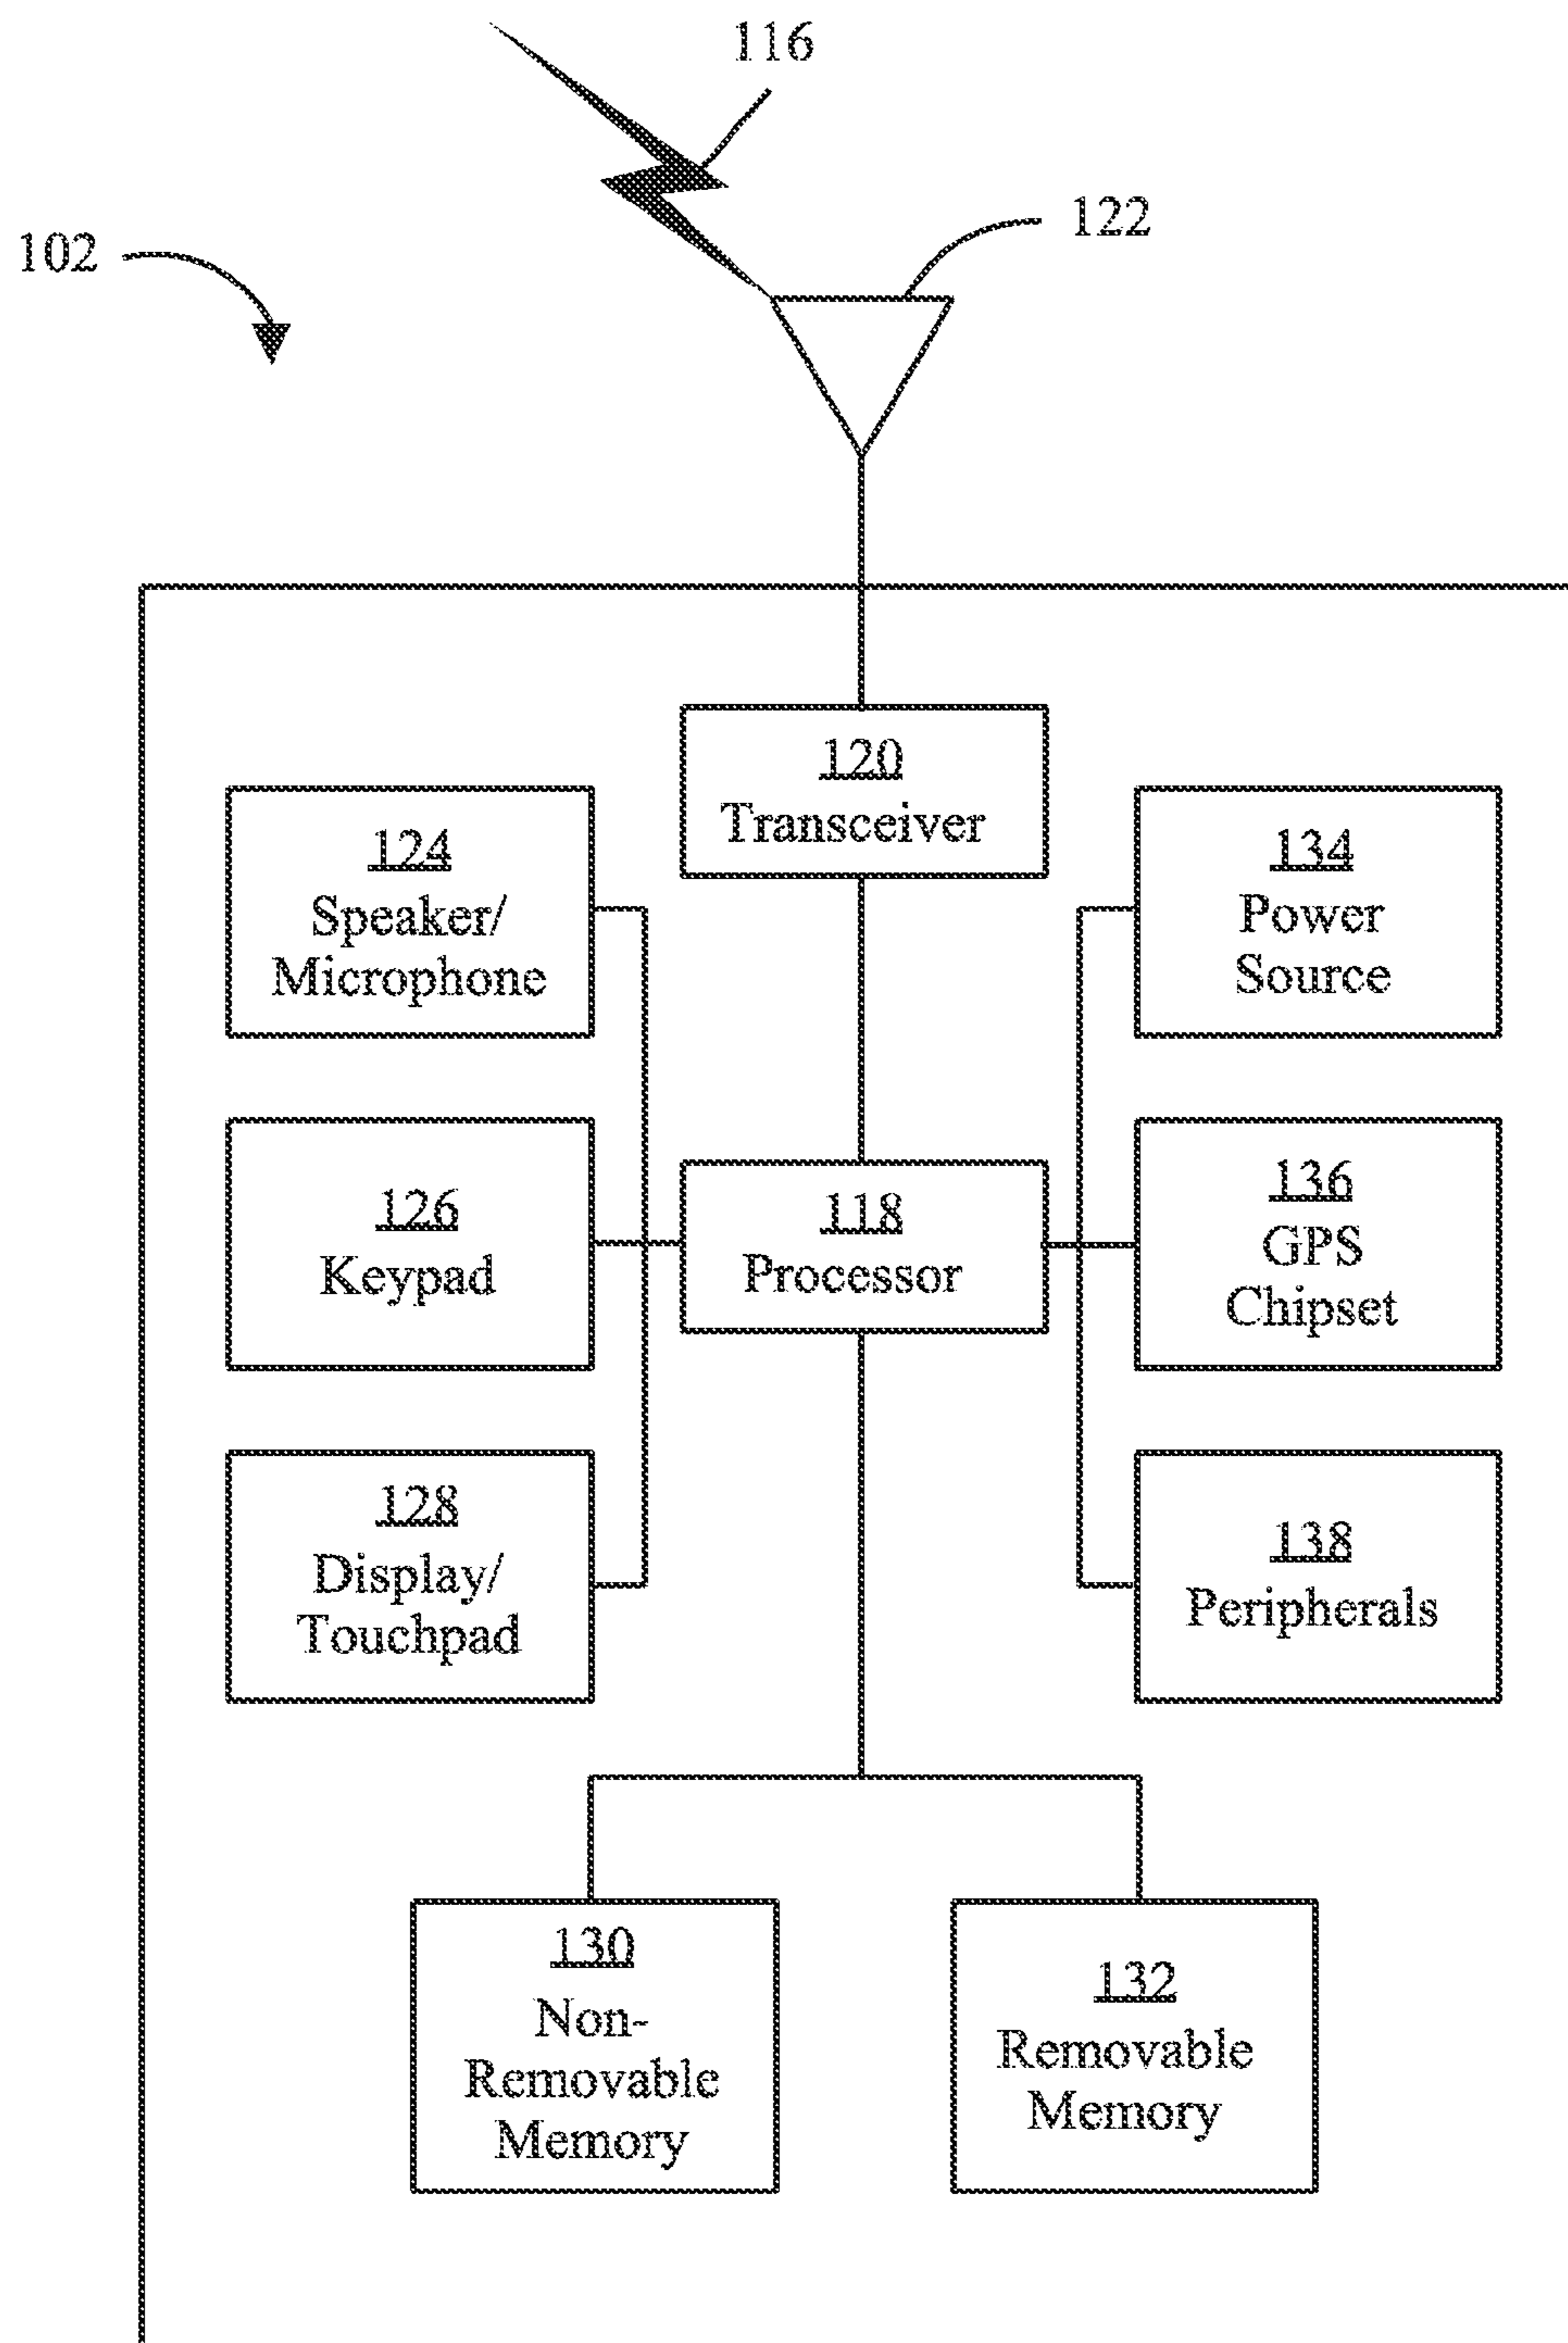 116
122
102
120
Transceiver
124
Speaker/
Microphone
134
Power
Source
126
Keypad
118
Processor
136
GPS
Chipset
128
Display/
Touchpad
138
Peripherals
130
Non-
Removable
Memory
132
Removable
Memory